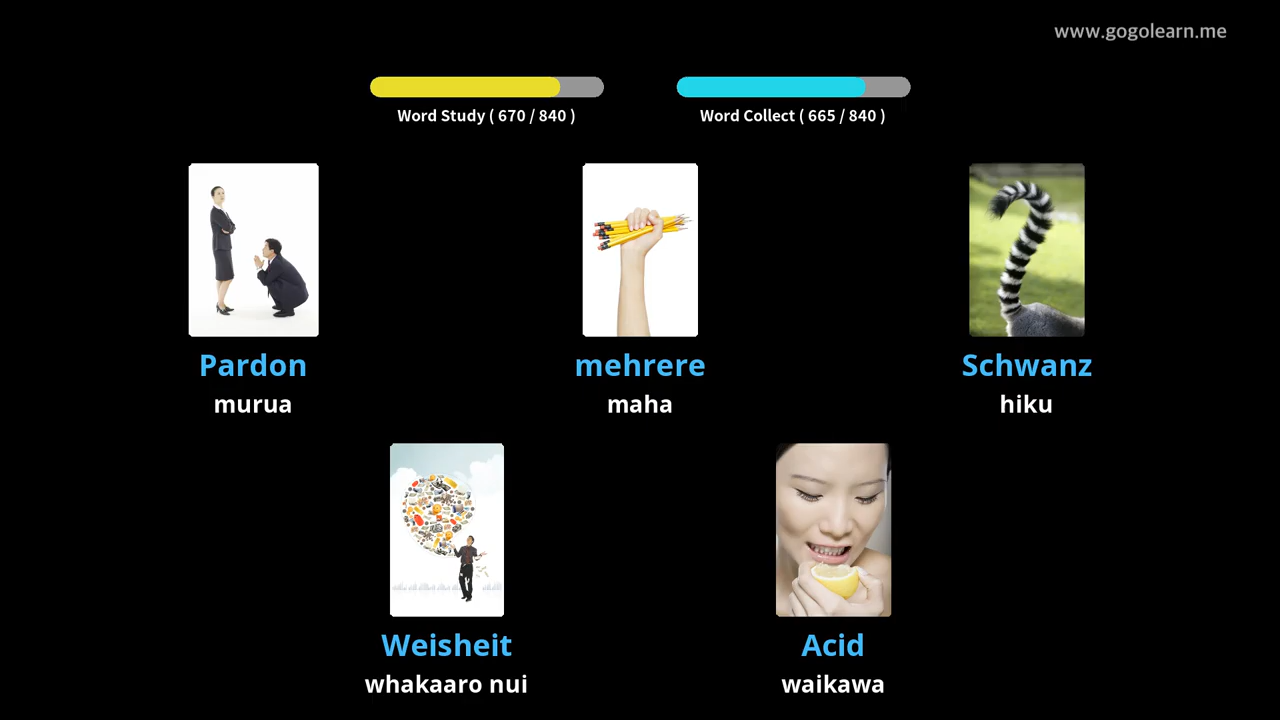 www.gogolearn.me
Word Study ( 670 / 840 )
Word Collect ( 665 / 840 )
Pardon
murua
mehrere
maha
Schwanz
hiku
Weisheit
whakaaro nui
Acid
waikawa